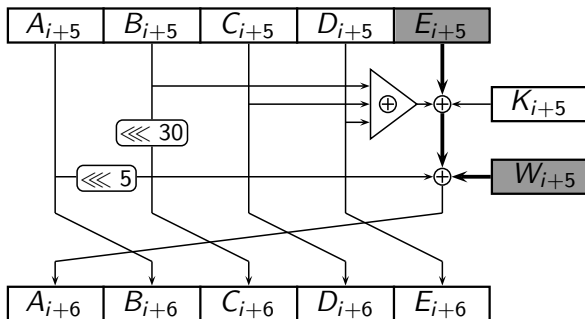 A_{i+5} B_{i+5} C_{i+5} D_{i+5} E_{i+5}
K_{i+5}
⋘ 30
⋘ 5
W_{i+5}
A_{i+6} B_{i+6} C_{i+6} D_{i+6} E_{i+6}